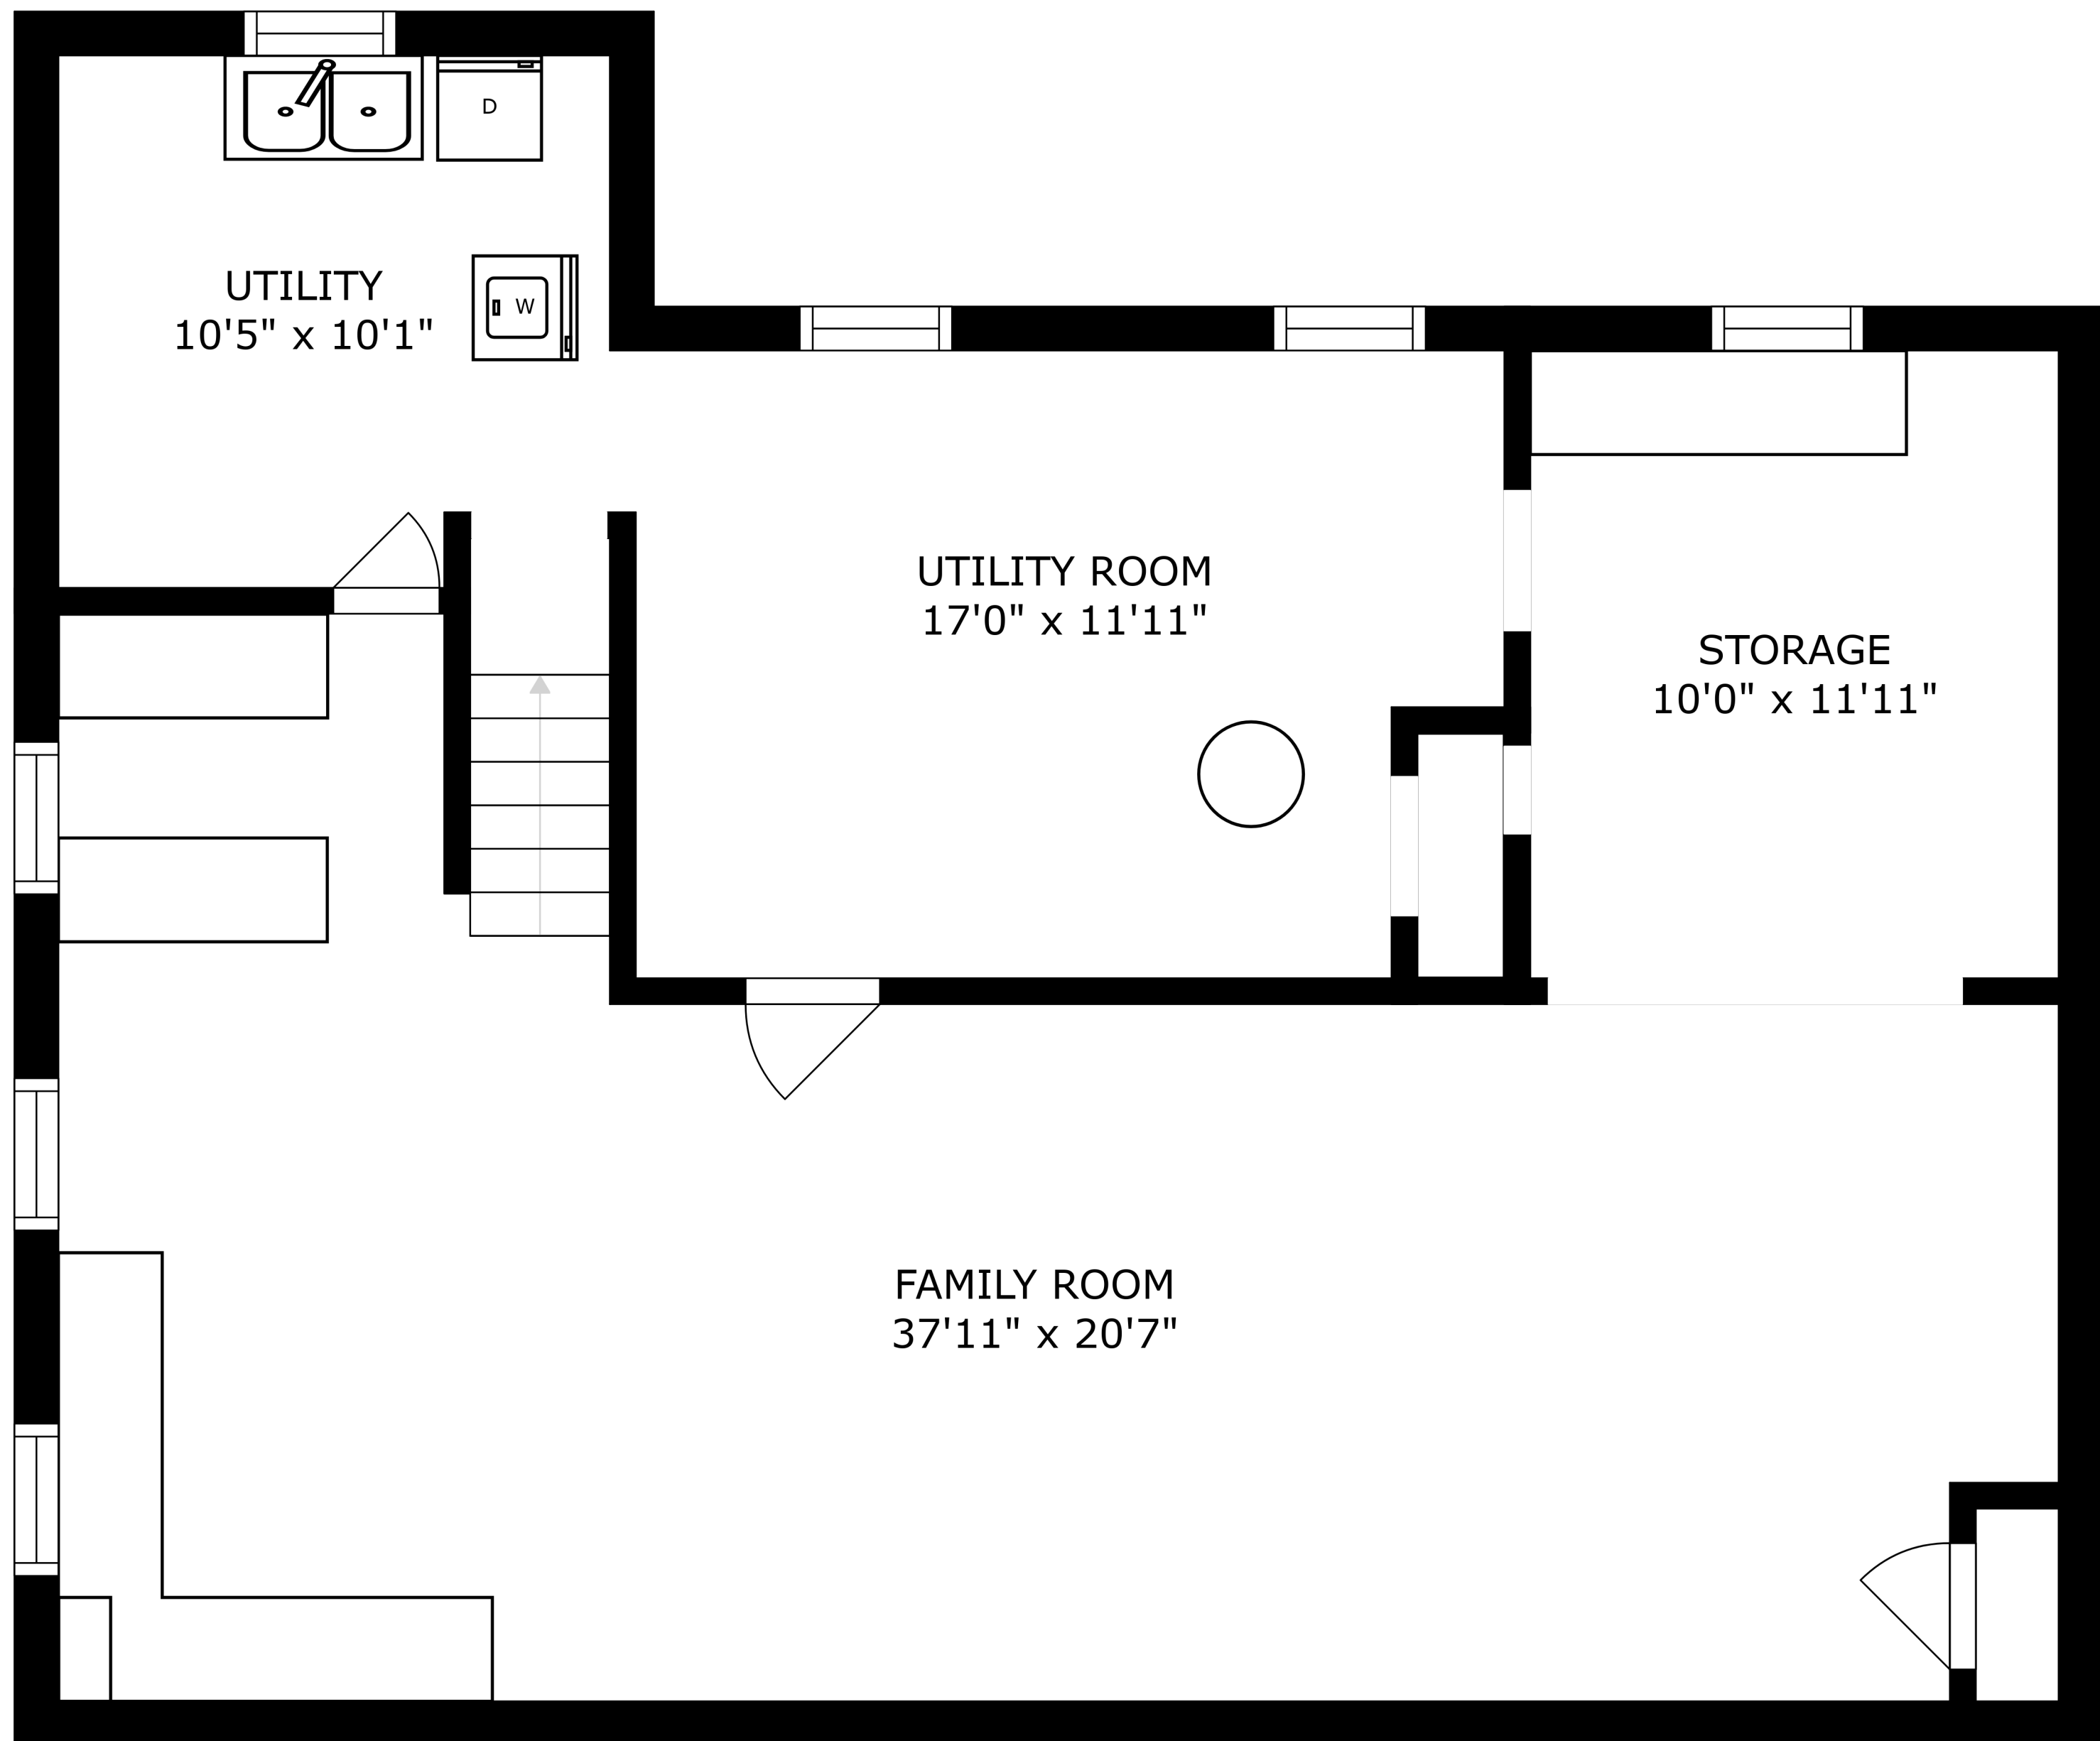 D
UTILITY
10'5" x 10'1"
W
UTILITY ROOM
17'0" x 11'11"
STORAGE
10'0" x 11'11"
FAMILY ROOM
37'11" x 20'7"